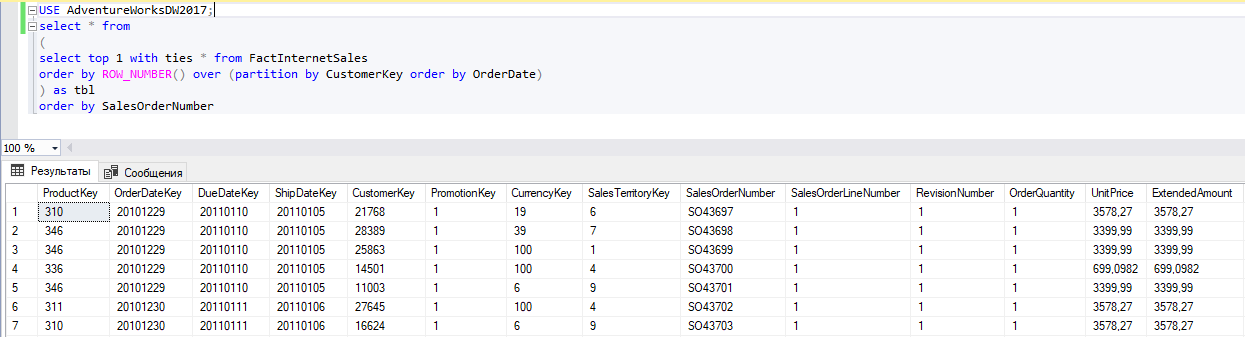 USE AdventureWorksDW2017;
select * from
(
select top 1 with ties * from FactInternetSales
order by ROW_NUMBER() over (partition by CustomerKey order by OrderDate)
) as tbl
order by SalesOrderNumber
100 %
Результаты Сообщения
ProductKey OrderDateKey DueDateKey ShipDateKey CustomerKey PromotionKey CurrencyKey SalesTerritoryKey SalesOrderNumber SalesOrderLineNumber RevisionNumber OrderQuantity UnitPrice ExtendedAmount
1 310 20101229 20110110 20110105 21768 1 19 6 SO43697 1 1 1 3578,27 3578,27
2 346 20101229 20110110 20110105 28389 1 39 7 SO43698 1 1 1 3399,99 3399,99
3 346 20101229 20110110 20110105 25863 1 100 1 SO43699 1 1 1 3399,99 3399,99
4 336 20101229 20110110 20110105 14501 1 100 4 SO43700 1 1 1 699,0982 699,0982
5 346 20101229 20110110 20110105 11003 1 6 9 SO43701 1 1 1 3399,99 3399,99
6 311 20101230 20110111 20110106 27645 1 100 4 SO43702 1 1 1 3578,27 3578,27
7 310 20101230 20110111 20110106 16624 1 6 9 SO43703 1 1 1 3578,27 3578,27